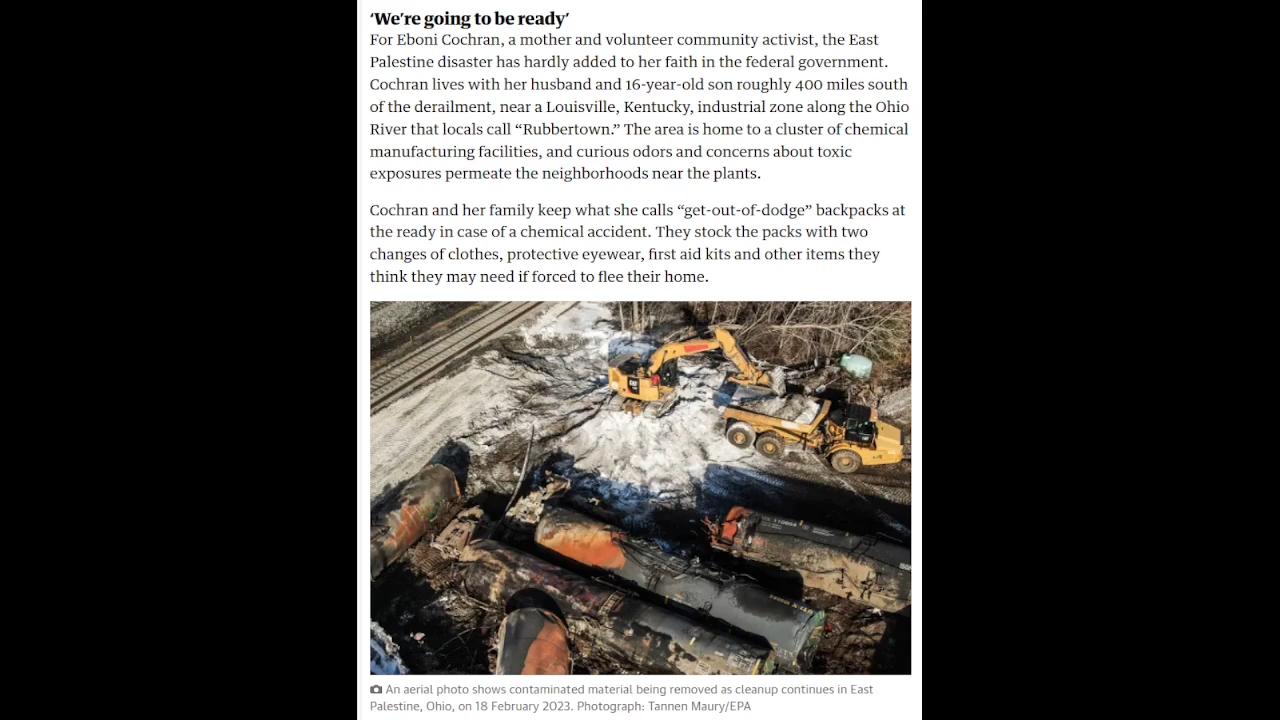 ‘We’re going to be ready’
For Eboni Cochran, a mother and volunteer community activist, the East
Palestine disaster has hardly added to her faith in the federal government.
Cochran lives with her husband and 16-year-old son roughly 400 miles south
of the derailment, near a Louisville, Kentucky, industrial zone along the Ohio
River that locals call “Rubbertown.” The area is home to a cluster of chemical
manufacturing facilities, and curious odors and concerns about toxic
exposures permeate the neighborhoods near the plants.
Cochran and her family keep what she calls “get-out-of-dodge” backpacks at
the ready in case of a chemical accident. They stock the packs with two
changes of clothes, protective eyewear, first aid kits and other items they
think they may need if forced to flee their home.
An aerial photo shows contaminated material being removed as cleanup continues in East
Palestine, Ohio, on 18 February 2023. Photograph: Tannen Maury/EPA